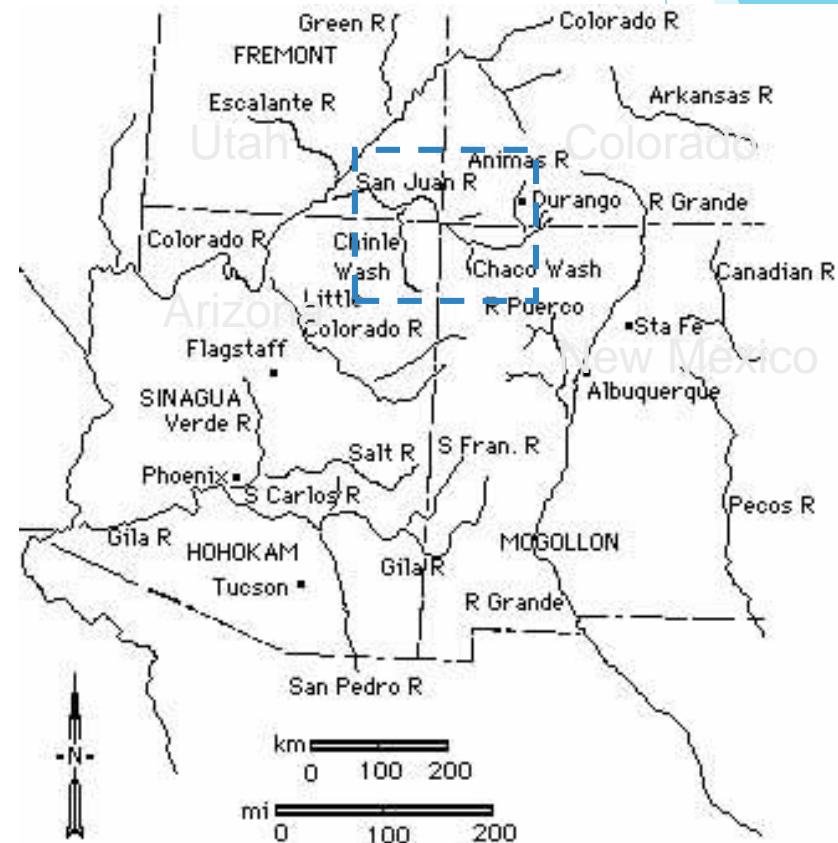 Green R
Colorado R
FREMONT
Escalante R
Arkansas R
Utah
Colorado
Animas R
San Juan R
Durango
R Grande
Colorado R
Chinle
Wash
Chaco Wash
Canadian R
Little
Colorado R
Arizona
R Puerco
Sta Fe
Flagstaff
New Mexico
Albuquerque
SINAGUA
Verde R
Salt R
S Fran. R
Phoenix
S Carlos R
Pecos R
Gila R
HOHOKAM
MOGOLLON
Gila R
Tucson
R Grande
San Pedro R
N
km
0 100 200
mi
0 100 200